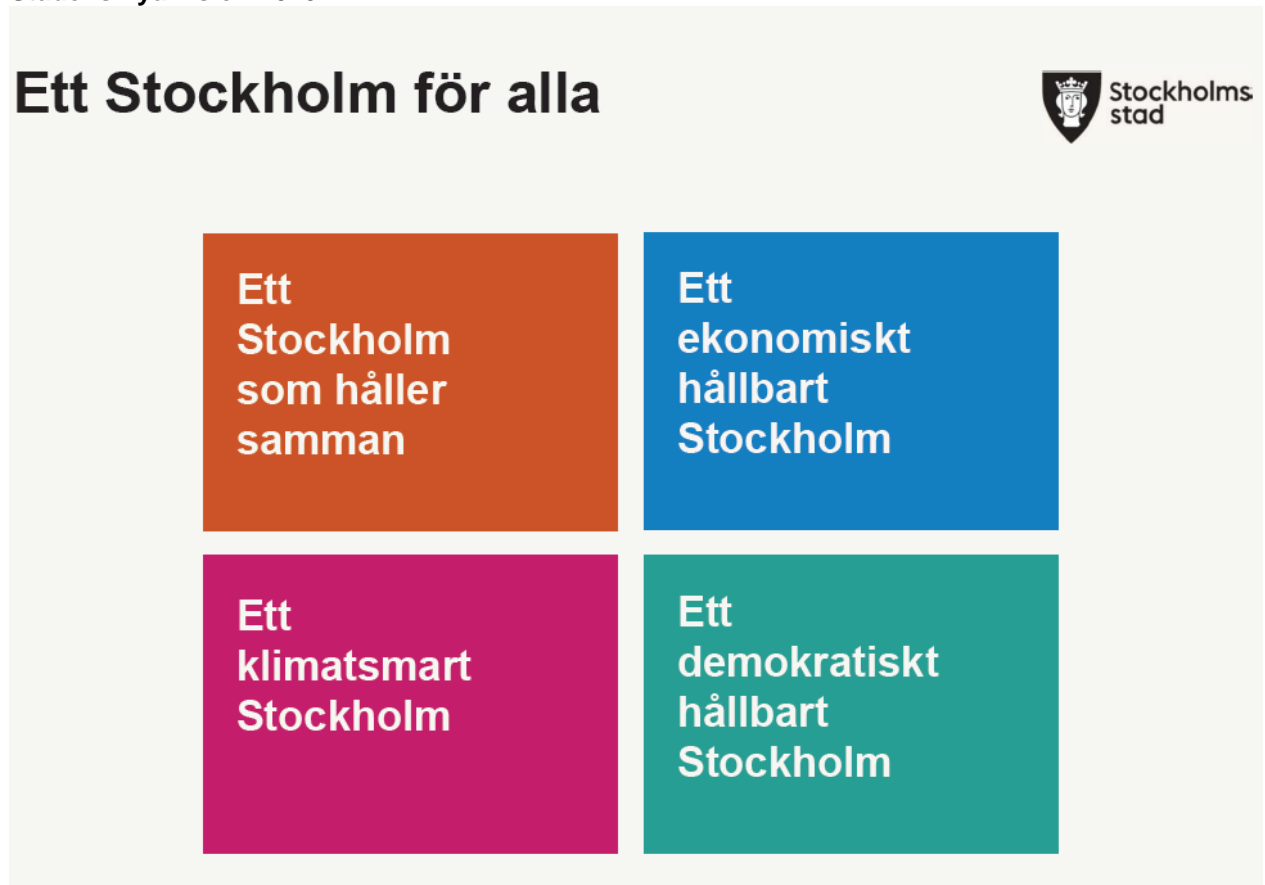 Ett Stockholm för alla
Stockholms
stad
Ett
Stockholm
som håller
samman
Ett
ekonomiskt
hållbart
Stockholm
Ett
klimatsmart
Stockholm
Ett
demokratiskt
hållbart
Stockholm